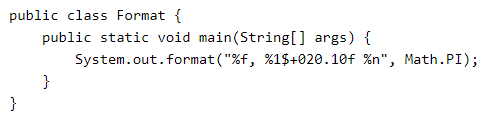 public class Format {
    public static void main(String[] args) {
        System.out.format("%f, %1$+020.10f %n", Math.PI);
    }
}